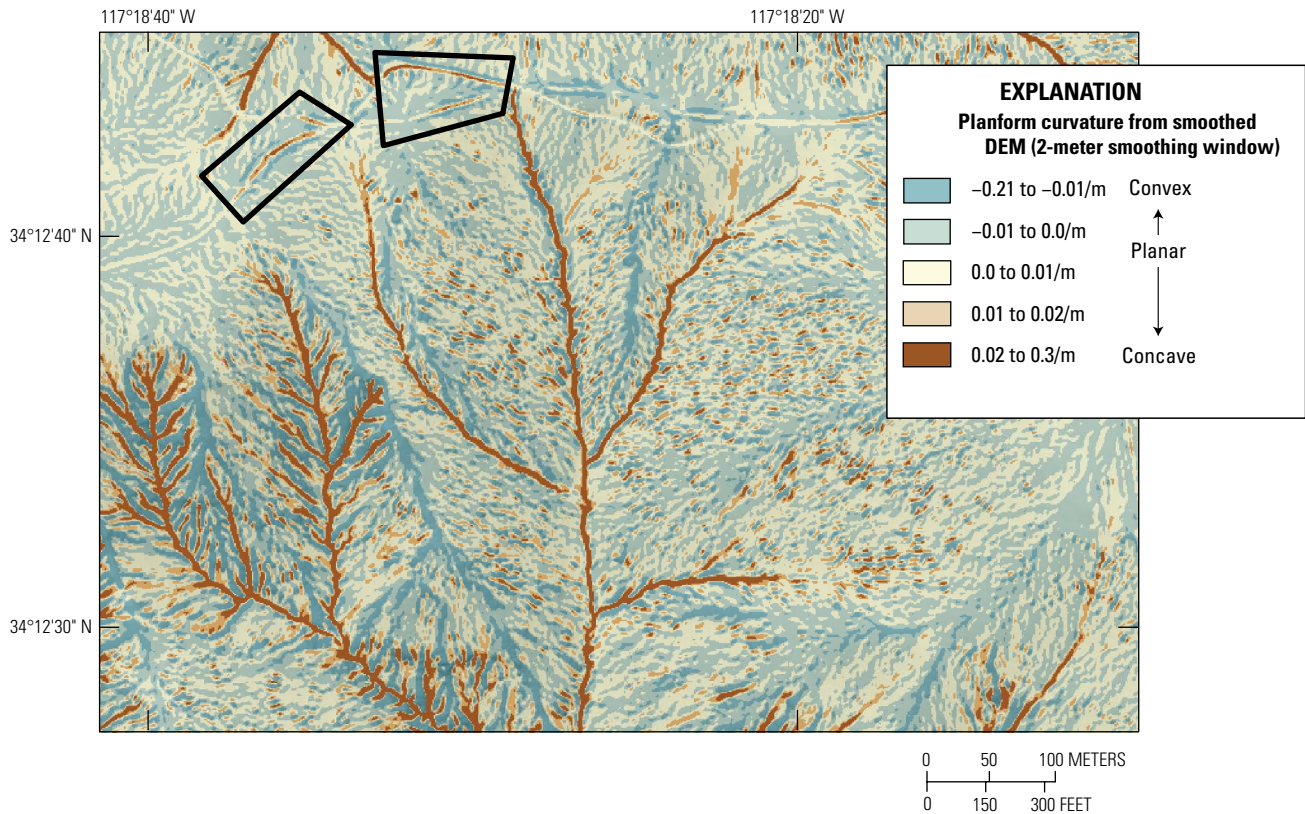 117°18'40" W
117°18'20" W
EXPLANATION
Planform curvature from smoothed
DEM (2-meter smoothing window)
−0.21 to −0.01/m
Convex
−0.01 to 0.0/m
Planar
0.0 to 0.01/m
0.01 to 0.02/m
0.02 to 0.3/m
Concave
34°12'40" N
34°12'30" N
0 50 100 METERS
0 150 300 FEET